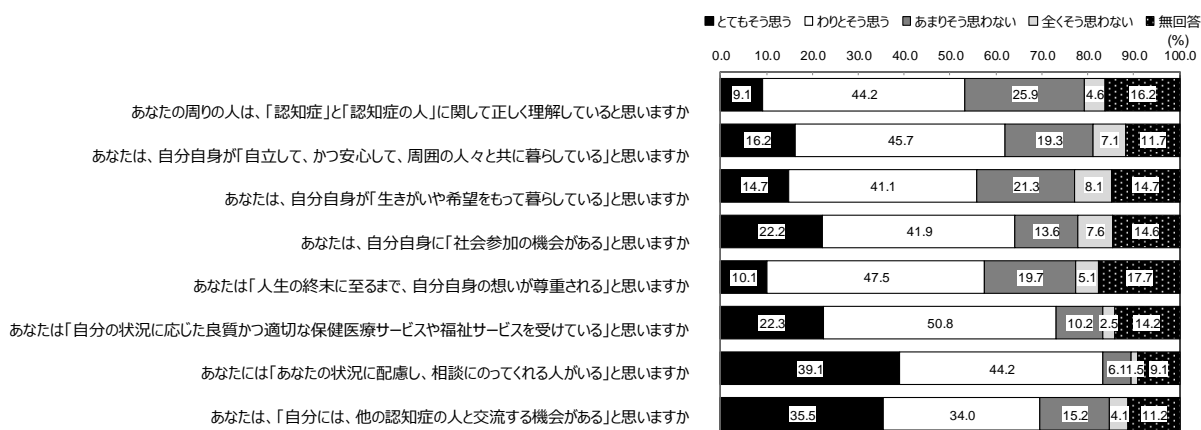 ■とてもそう思う □わりとそう思う ■あまりそう思わない □全くそう思わない ■無回答
(%)
0.0 10.0 20.0 30.0 40.0 50.0 60.0 70.0 80.0 90.0 100.0
あなたの周りの人は、「認知症」と「認知症の人」に関して正しく理解していると思いますか 9.1 44.2 25.9 4.6 16.2
あなたは、自分自身が「自立して、かつ安心して、周囲の人々と共に暮らしている」と思いますか 16.2 45.7 19.3 7.1 11.7
あなたは、自分自身が「生きがいや希望をもって暮らしている」と思いますか 14.7 41.1 21.3 8.1 14.7
あなたは、自分自身に「社会参加の機会がある」と思いますか 22.2 41.9 13.6 7.6 14.6
あなたは「人生の終末に至るまで、自分自身の想いが尊重される」と思いますか 10.1 47.5 19.7 5.1 17.7
あなたは「自分の状況に応じた良質かつ適切な保健医療サービスや福祉サービスを受けている」と思いますか 22.3 50.8 10.2 2.5 14.2
あなたには「あなたの状況に配慮し、相談にのってくれる人がいる」と思いますか 39.1 44.2 6.1 1.5 9.1
あなたは、「自分には、他の認知症の人と交流する機会がある」と思いますか 35.5 34.0 15.2 4.1 11.2